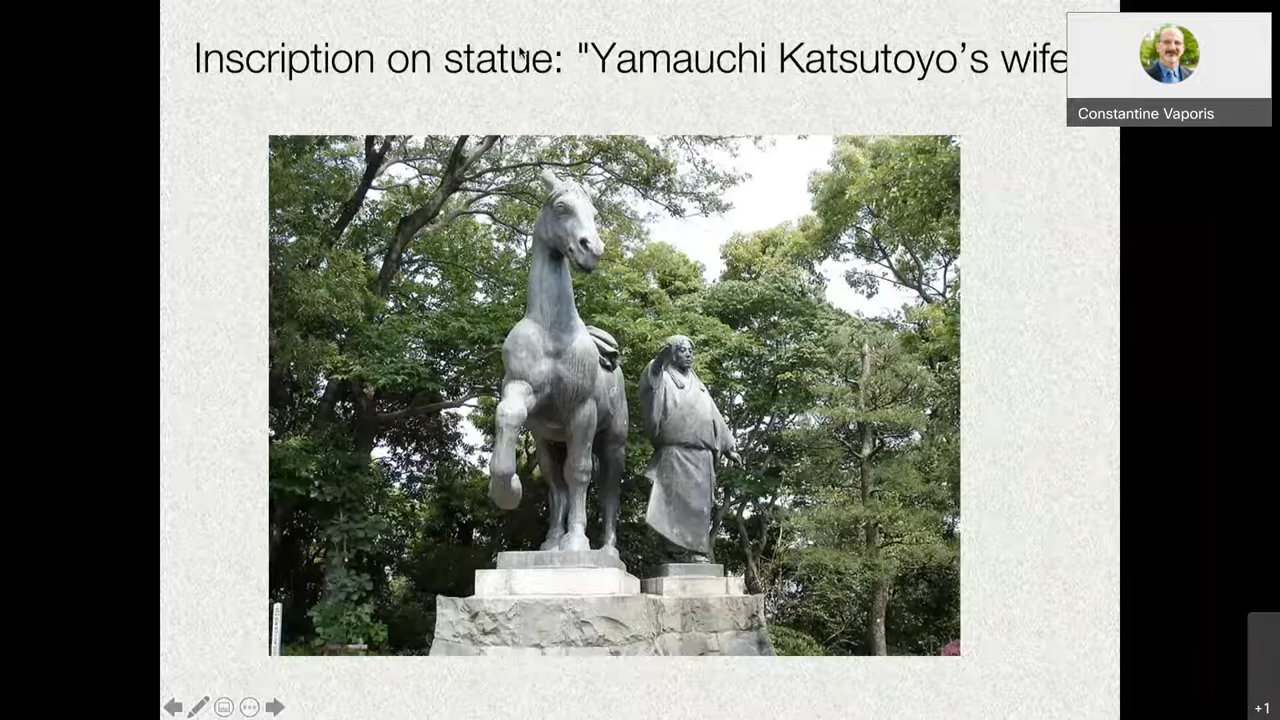 Inscription on statue: "Yamauchi Katsutoyo’s wife
Constantine Vaporis
+1